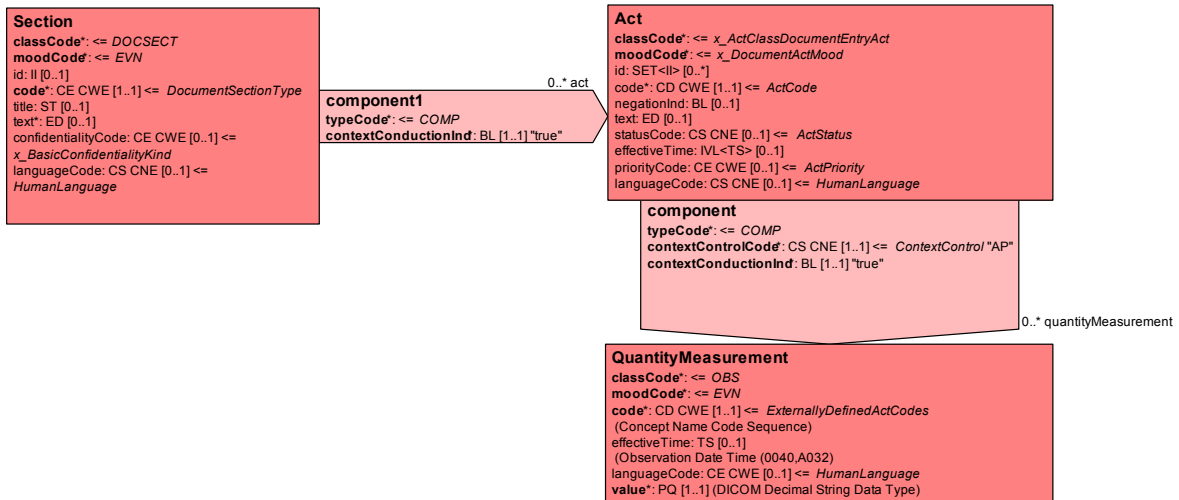 Section
classCode*: <= DOCSECT
moodCode*: <= EVN
id: II [0..1]
code*: CE CWE [1..1] <= DocumentSectionType
title: ST [0..1]
text*: ED [0..1]
confidentialityCode: CE CWE [0..1] <=
x_BasicConfidentialityKind
languageCode: CS CNE [0..1] <=
HumanLanguage
0..* act
component1
typeCode*: <= COMP
contextConductionInd*: BL [1..1] "true"
Act
classCode*: <= x_ActClassDocumentEntryAct
moodCode*: <= x_DocumentActMood
id: SET<II> [0..*]
code*: CD CWE [1..1] <= ActCode
negationInd: BL [0..1]
text: ED [0..1]
statusCode: CS CNE [0..1] <= ActStatus
effectiveTime: IVL<TS> [0..1]
priorityCode: CE CWE [0..1] <= ActPriority
languageCode: CS CNE [0..1] <= HumanLanguage
component
typeCode*: <= COMP
contextControlCode*: CS CNE [1..1] <= ContextControl "AP"
contextConductionInd*: BL [1..1] "true"
0..* quantityMeasurement
QuantityMeasurement
classCode*: <= OBS
moodCode*: <= EVN
code*: CD CWE [1..1] <= ExternallyDefinedActCodes
(Concept Name Code Sequence)
effectiveTime: TS [0..1]
(Observation Date Time (0040,A032)
languageCode: CE CWE [0..1] <= HumanLanguage
value*: PQ [1..1] (DICOM Decimal String Data Type)